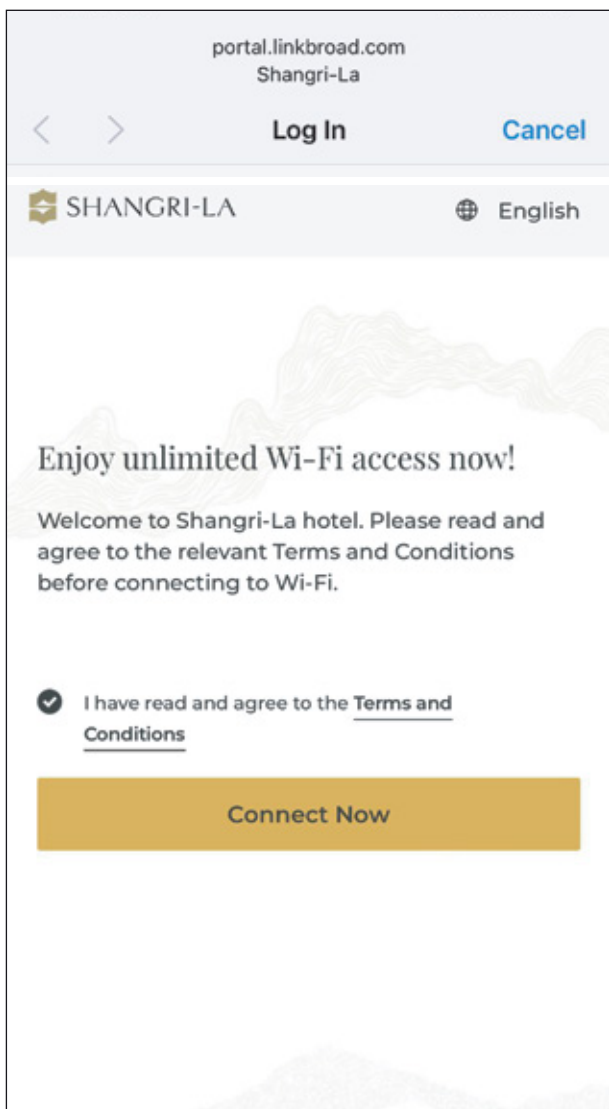 portal.linkbroad.com
Shangri-La
Log In
Cancel
SHANGRI-LA
English
Enjoy unlimited Wi-Fi access now!
Welcome to Shangri-La hotel. Please read and
agree to the relevant Terms and Conditions
before connecting to Wi-Fi.
I have read and agree to the Terms and
Conditions
Connect Now